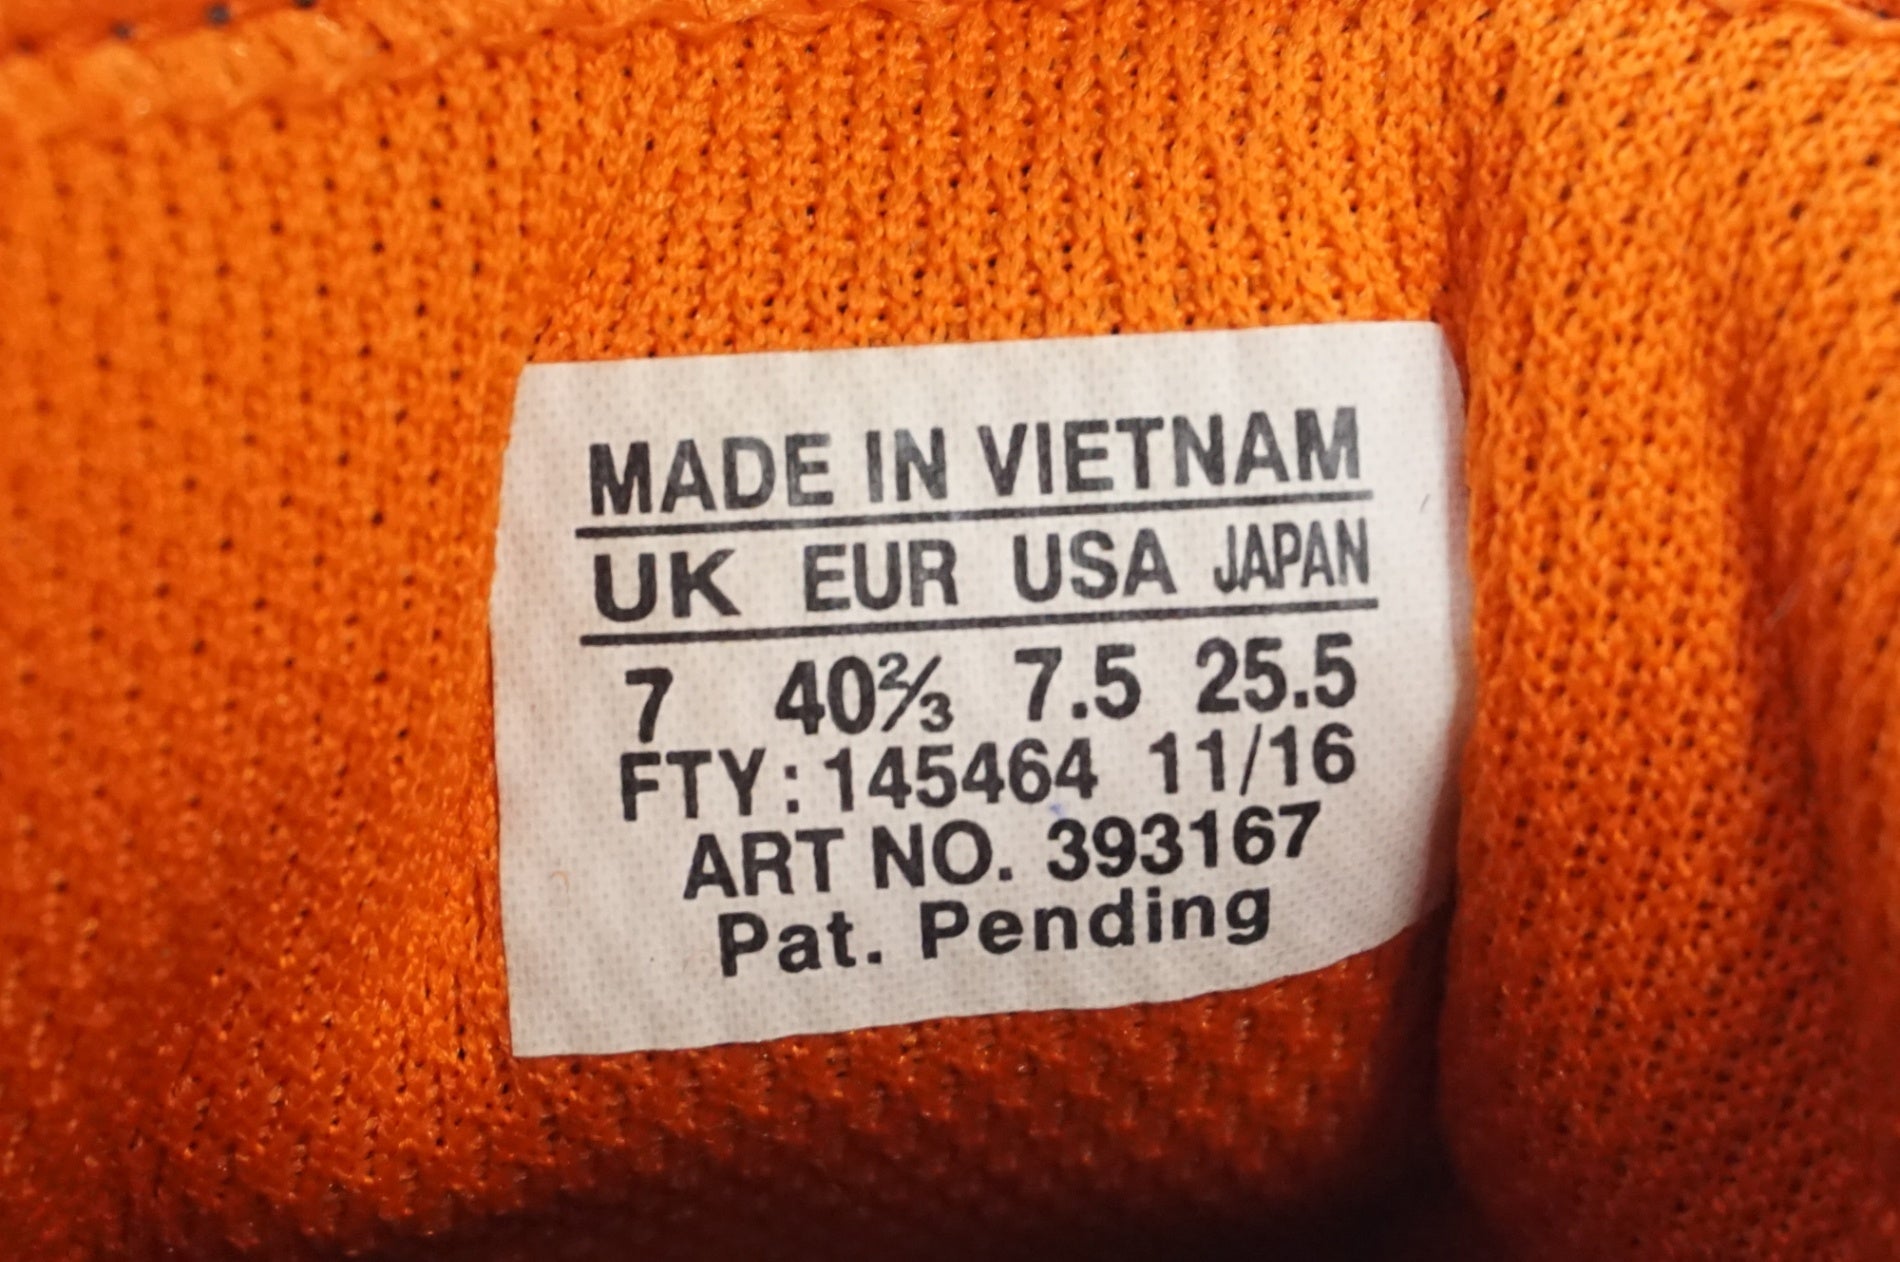 MADE IN VIETNAM
UK EUR USA JAPAN
7 40⅔ 7.5 25.5
FTY: 145464 11/16
ART NO. 393167
Pat. Pending